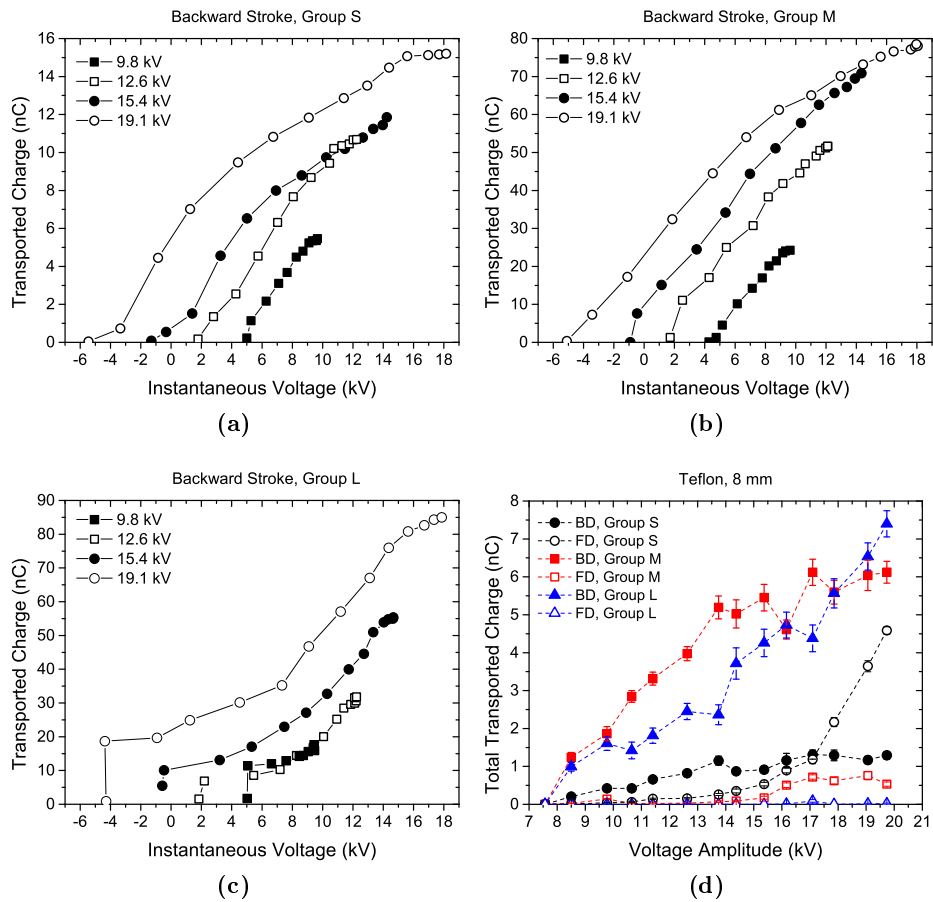 Backward Stroke, Group S
16
14
12
10
8
6
4
2
0
Transported Charge (nC)
9.8 kV
12.6 kV
15.4 kV
19.1 kV
-6 -4 -2 0 2 4 6 8 10 12 14 16 18
Instantaneous Voltage (kV)
(a)
Backward Stroke, Group M
80
70
60
50
40
30
20
10
0
Transported Charge (nC)
9.8 kV
12.6 kV
15.4 kV
19.1 kV
-6 -4 -2 0 2 4 6 8 10 12 14 16 18
Instantaneous Voltage (kV)
(b)
Backward Stroke, Group L
90
80
70
60
50
40
30
20
10
0
Transported Charge (nC)
9.8 kV
12.6 kV
15.4 kV
19.1 kV
-6 -4 -2 0 2 4 6 8 10 12 14 16 18
Instantaneous Voltage (kV)
(c)
Teflon, 8 mm
8
7
6
5
4
3
2
1
0
Total Transported Charge (nC)
BD, Group S
FD, Group S
BD, Group M
FD, Group M
BD, Group L
FD, Group L
7 8 9 10 11 12 13 14 15 16 17 18 19 20 21
Voltage Amplitude (kV)
(d)